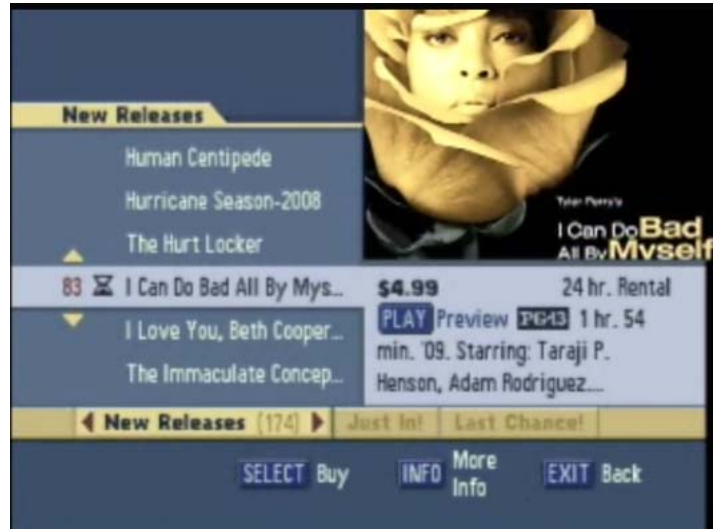 New Releases
Human Centipede
Hurricane Season-2008
The Hurt Locker
83 I Can Do Bad All By Mys...
I Love You, Beth Cooper...
The Immaculate Concep...
Tyler Perry's
I Can Do Bad
All By Myself
$4.99 24 hr. Rental
PLAY Preview PG-13 1 hr. 54
min. '09. Starring: Taraji P.
Henson, Adam Rodriguez....
New Releases (174) Just In! Last Chance!
SELECT Buy INFO More Info EXIT Back